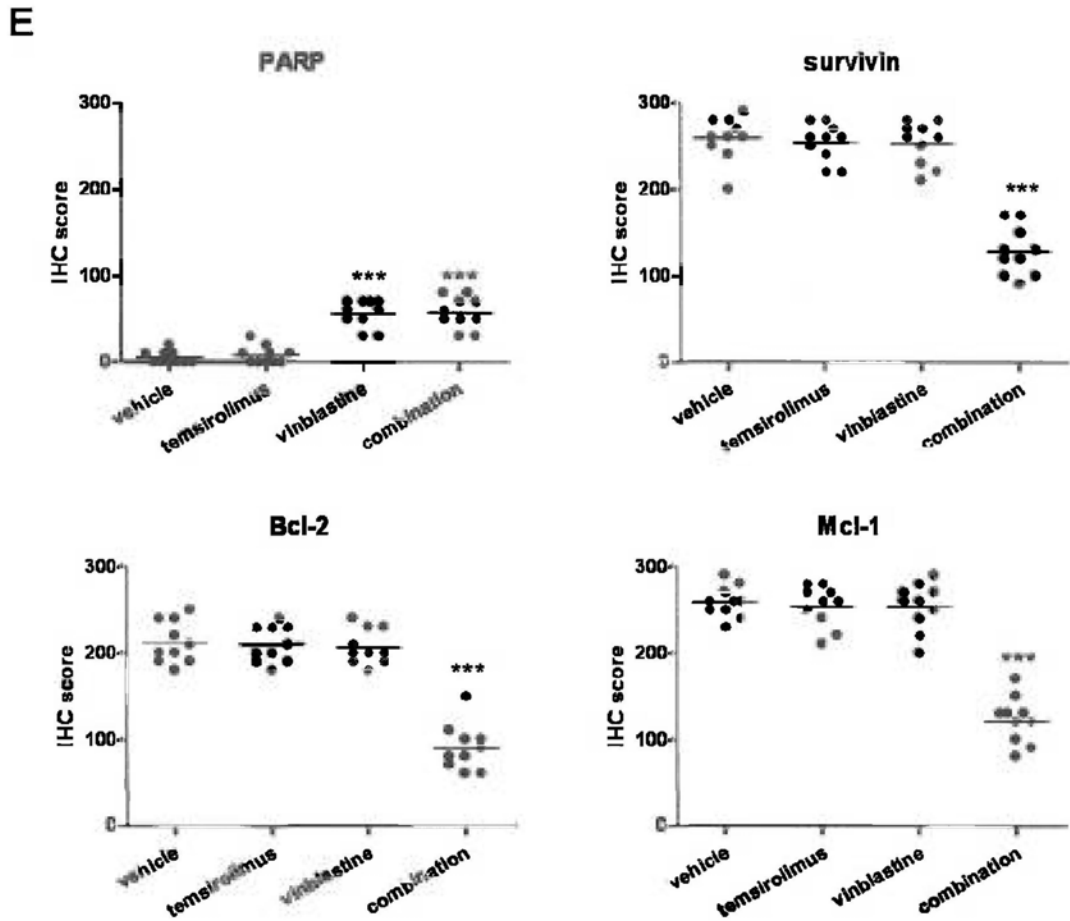 E
PARP
300
200
100
0
IHC score
***
***
vehicle
temsirolimus
vinblastine
combination
survivin
300
200
100
0
IHC score
***
vehicle
temsirolimus
vinblastine
combination
Bcl-2
300
200
100
0
IHC score
***
vehicle
temsirolimus
vinblastine
combination
Mcl-1
300
200
100
0
IHC score
***
vehicle
temsirolimus
vinblastine
combination